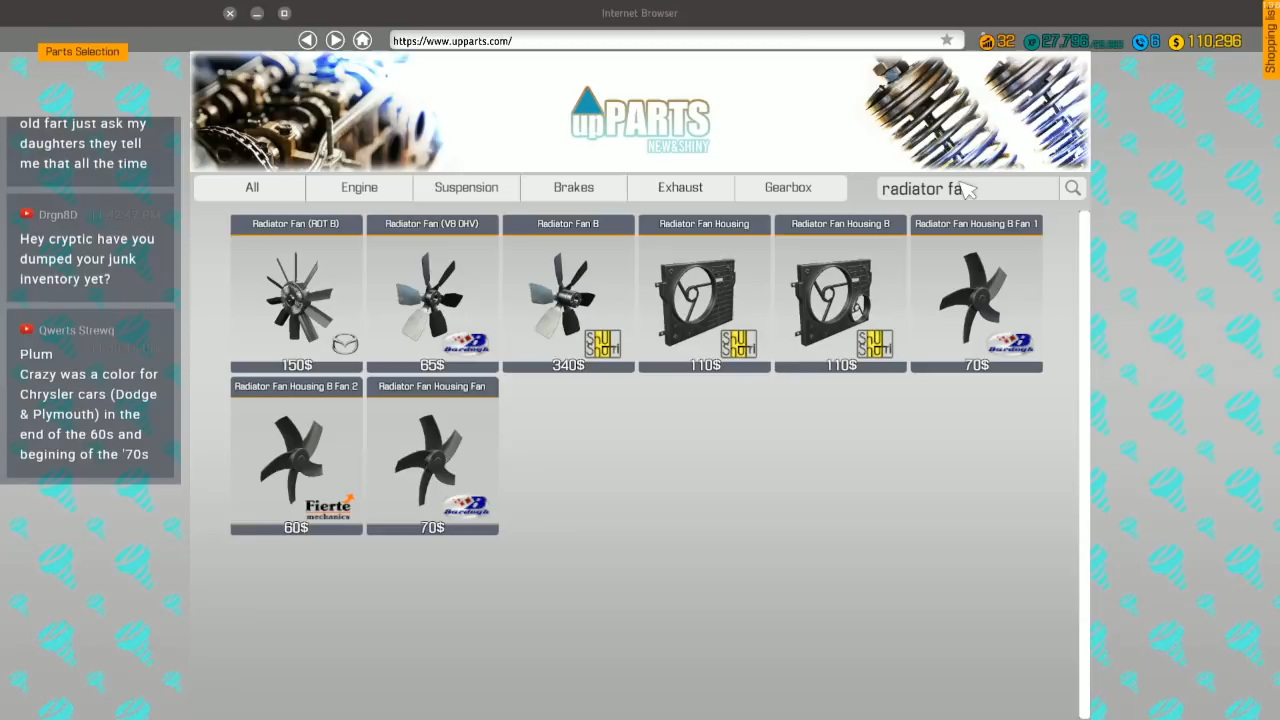 Internet Browser
Parts Selection
https://www.upparts.com/
32
27,796
6
110,296
Shopping list
old fart just ask my
daughters they tell
me that all the time
Drgn8D
Hey cryptic have you
dumped your junk
inventory yet?
Qwerts Strewq
Plum
Crazy was a color for
Chrysler cars (Dodge
& Plymouth) in the
end of the 60s and
begining of the '70s
upPARTS
NEW&SHINY
All
Engine
Suspension
Brakes
Exhaust
Gearbox
radiator fa
Radiator Fan (ROT B)
150$
Radiator Fan (V8 OHV)
Bardogh
65$
Radiator Fan B
340$
Radiator Fan Housing
110$
Radiator Fan Housing B
110$
Radiator Fan Housing B Fan 1
70$
Radiator Fan Housing B Fan 2
Fierte
mechanics
60$
Radiator Fan Housing Fan
70$